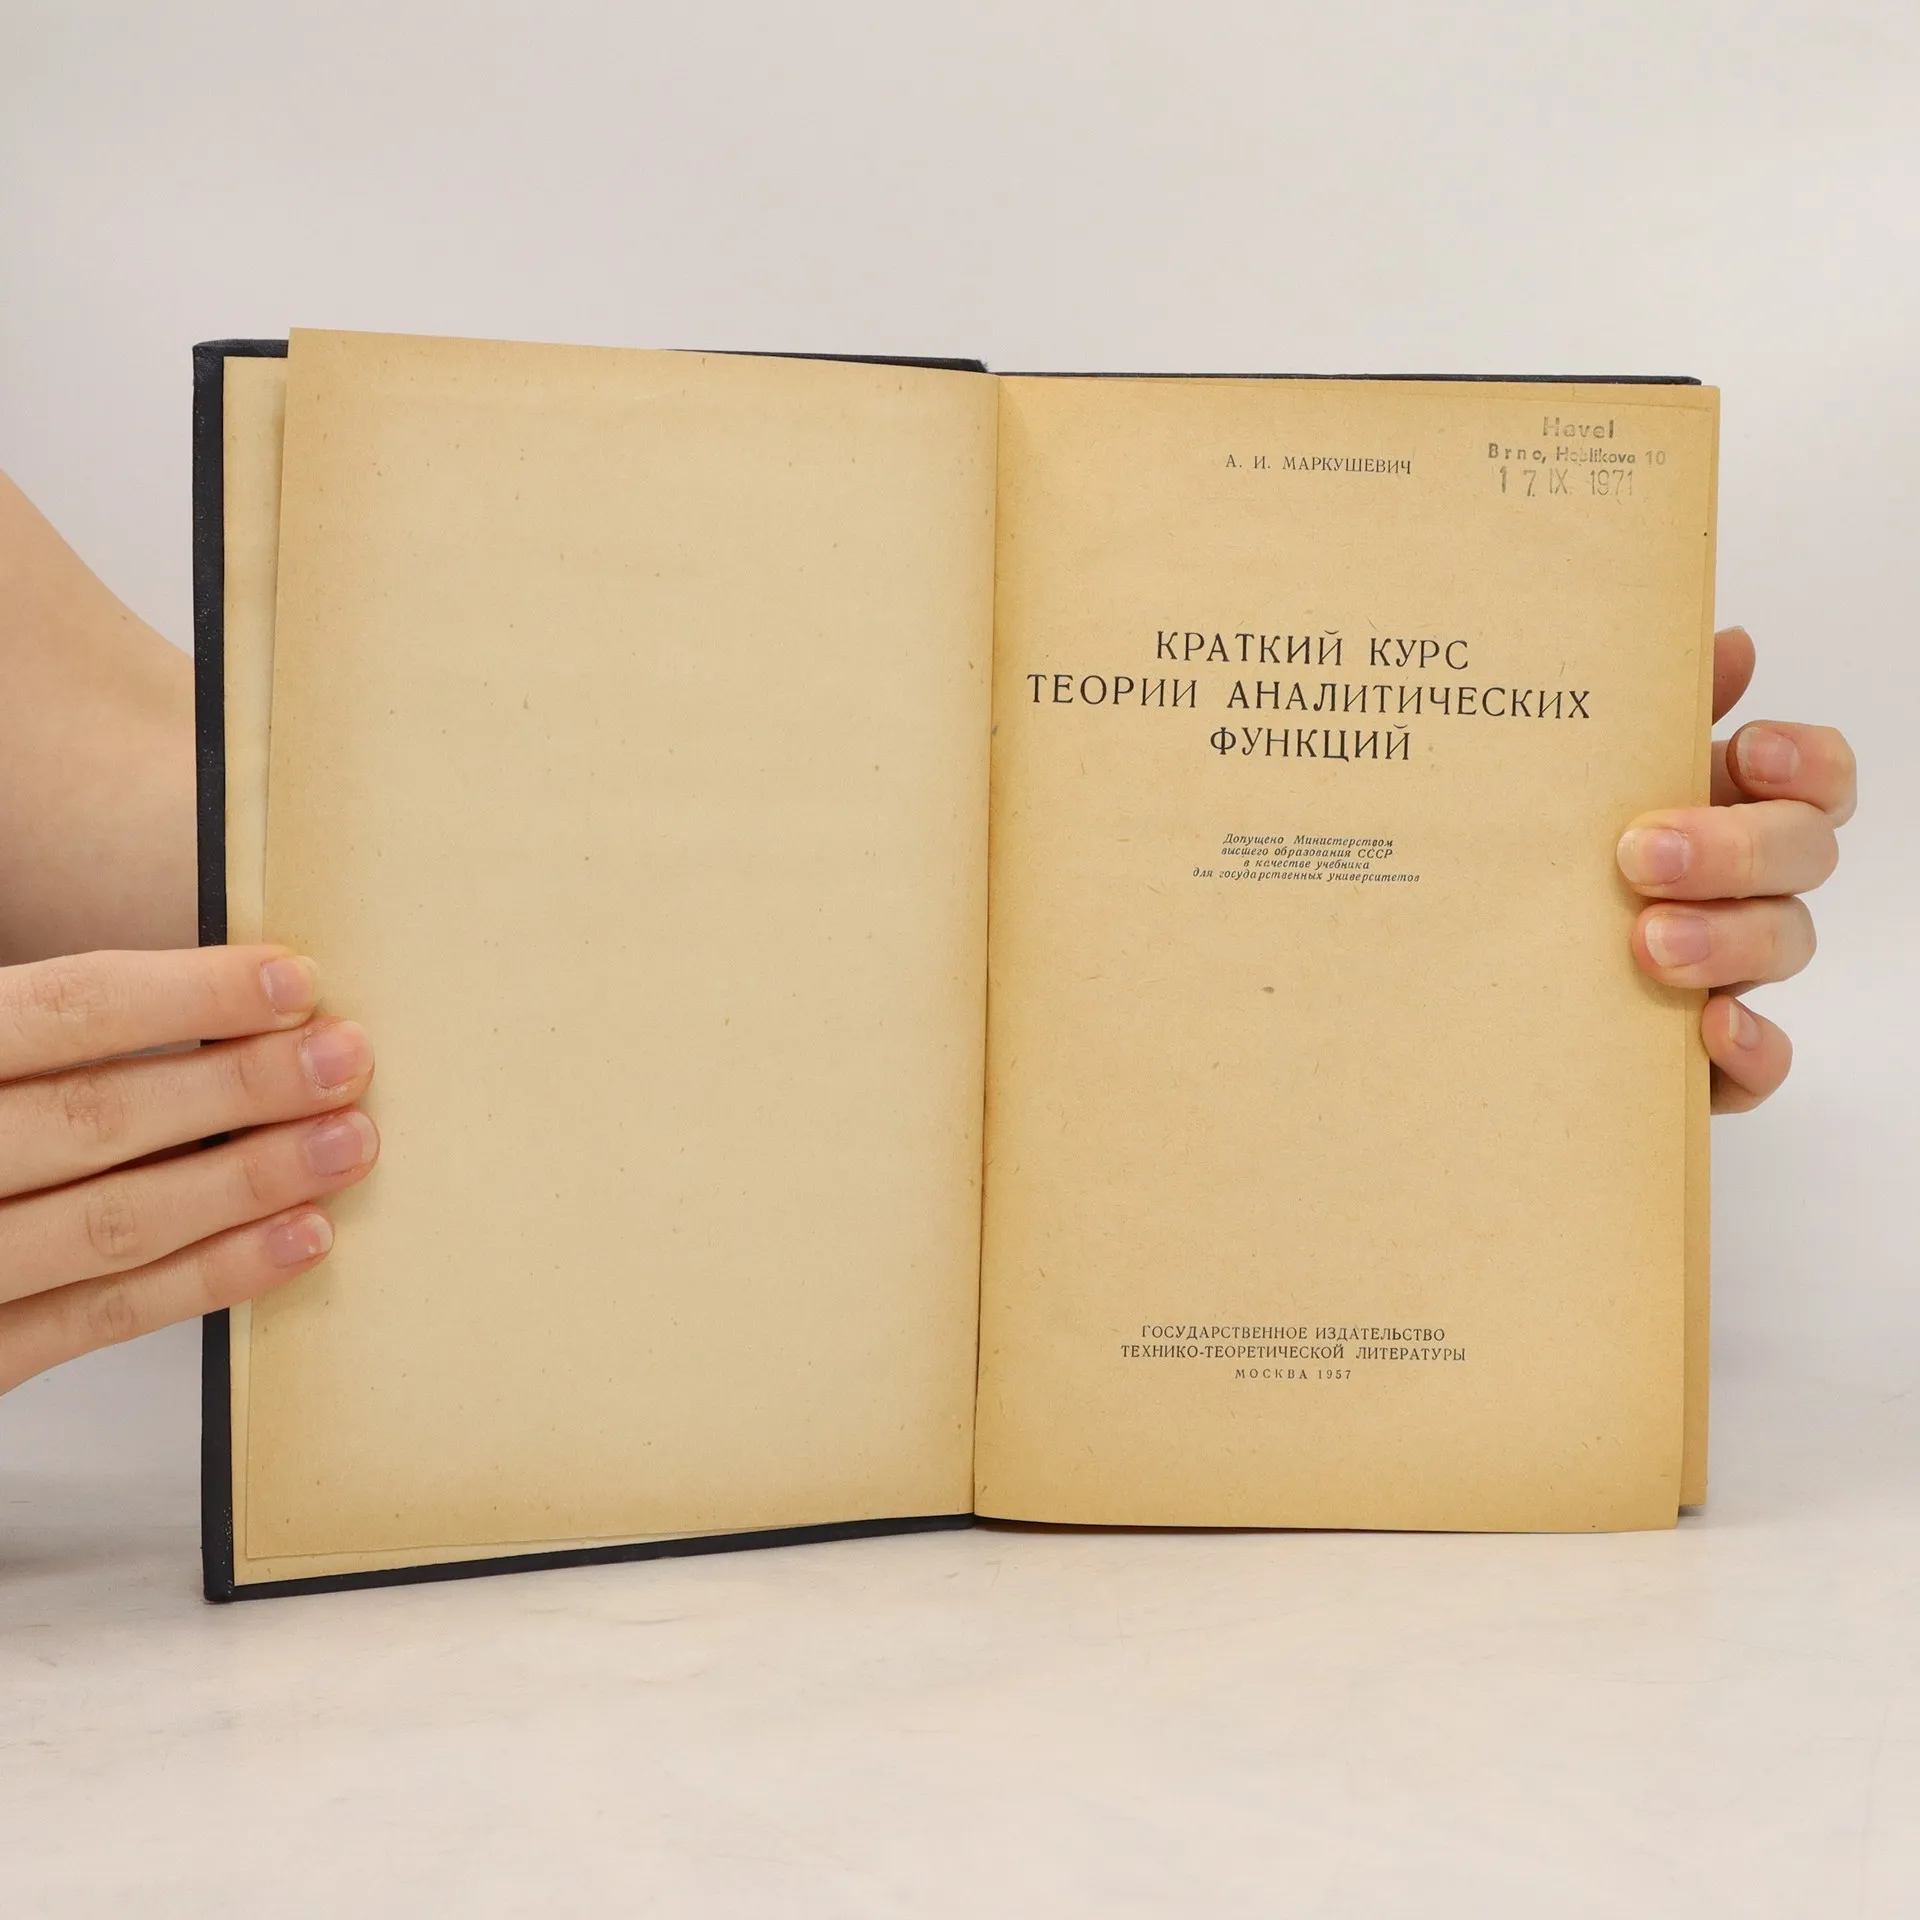 А. И. МАРКУШЕВИЧ
Havel
Brno, 10
17 IX 1971
КРАТКИЙ КУРС
ТЕОРИИ АНАЛИТИЧЕСКИХ
ФУНКЦИЙ
Допущено Министерством
высшего образования СССР
в качестве учебника
для государственных университетов
ГОСУДАРСТВЕННОЕ ИЗДАТЕЛЬСТВО
ТЕХНИКО-ТЕОРЕТИЧЕСКОЙ ЛИТЕРАТУРЫ
МОСКВА 1957